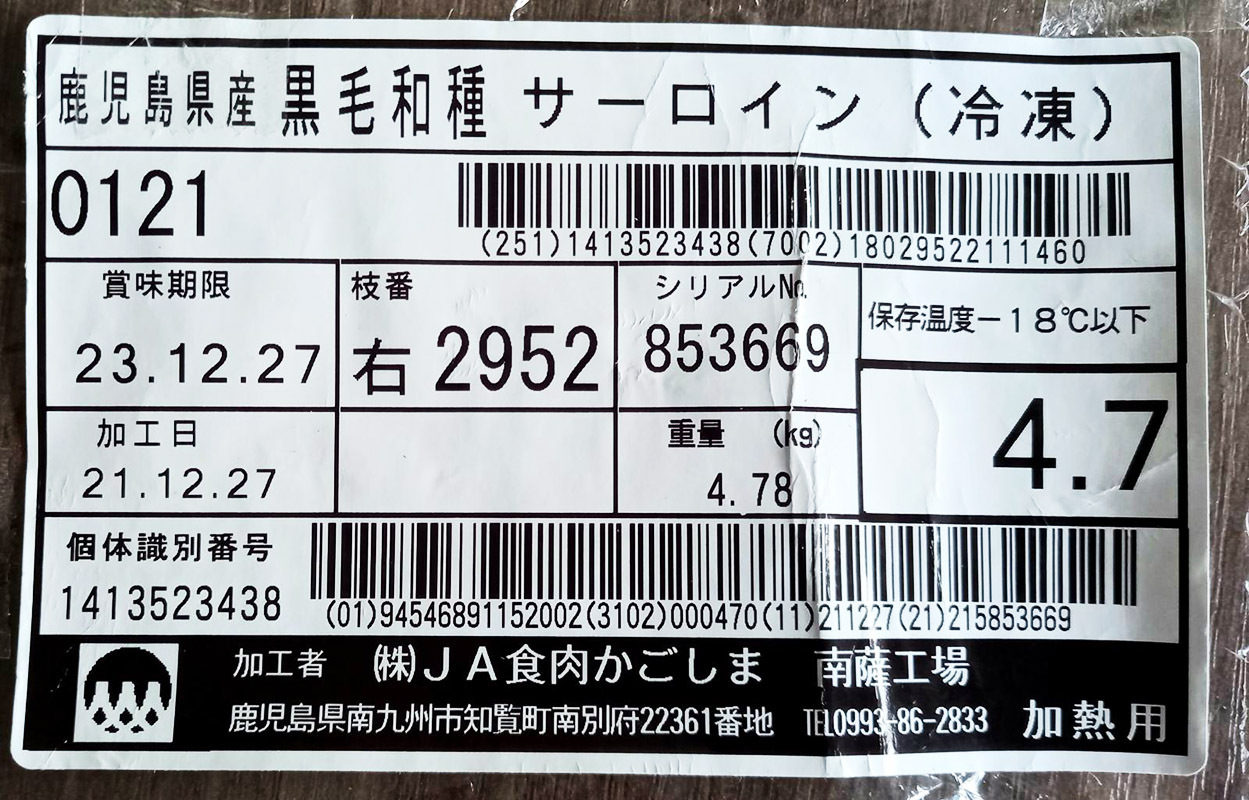 鹿児島県産 黒毛和種 サーロイン（冷凍）
0121
(251)1413523438(7002)18029522111460
賞味期限
23.12.27
枝番
右 2952
シリアルNo.
853669
保存温度－18℃以下
加工日
21.12.27
重量 (kg)
4.78
4.7
個体識別番号
1413523438
(01)94546891152002(3102)000470(11)211227(21)215853669
加工者 ㈱ＪＡ食肉かごしま 南薩工場
鹿児島県南九州市知覧町南別府22361番地 TEL0993-86-2833 加熱用